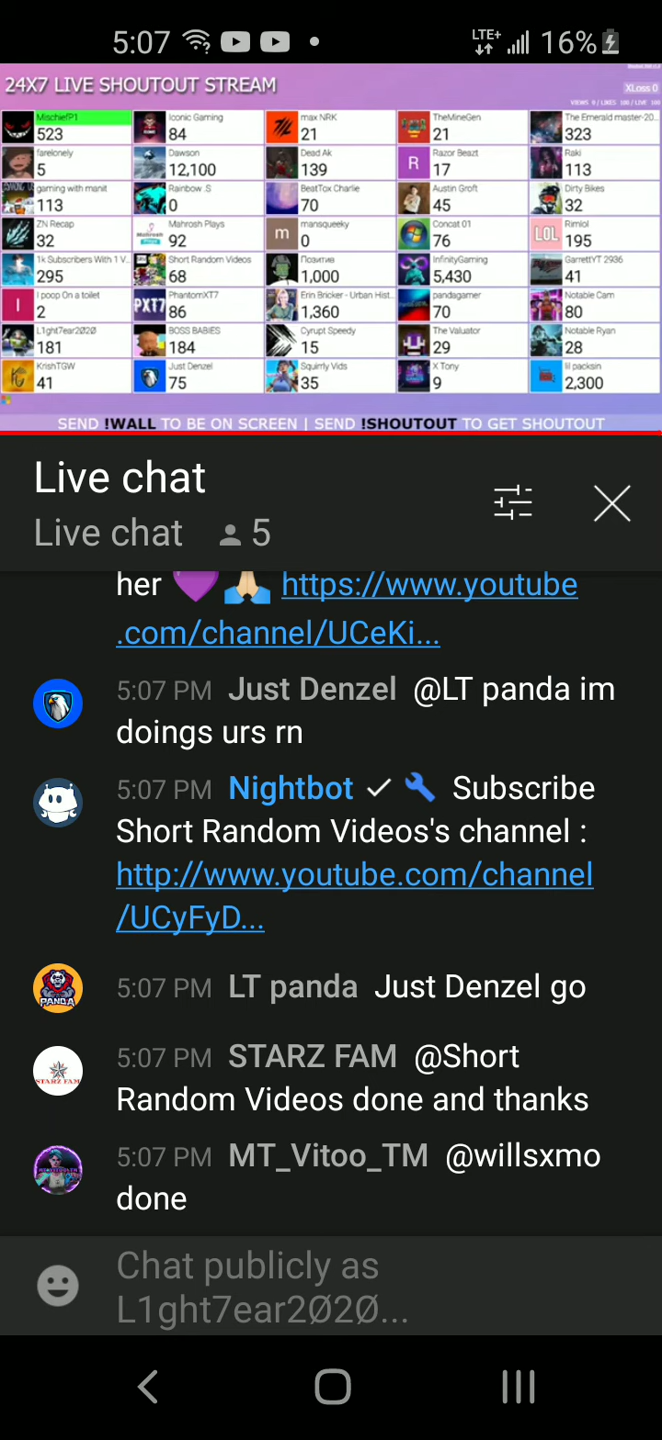 5:07
LTE+
16%
24X7 LIVE SHOUTOUT STREAM
XLoss 0
MischiefP1
523
Iconic Gaming
84
max NRK
21
TheMineGen
21
The Emerald master-20...
323
farelonely
5
Dawson
12,100
Dead Ak
139
R
Razor Beazt
17
Raki
113
gaming with manit
113
Rainbow .S
0
BeatTox Charlie
70
Austin Groft
45
Dirty Bikes
32
ZN Recap
32
Mahrosh Plays
92
m
mansqueeky
0
Concat 01
76
LOL
Rimiol
195
1k Subscribers With 1 V...
295
Short Random Videos
68
Позитив
1,000
InfinityGaming
5,430
GarrettYT 2936
41
I
I poop On a toilet
2
PXT7
PhantomXT7
86
Erin Bricker - Urban Hist...
1,360
pandagamer
70
Notable Cam
80
L1ght7ear2Ø2Ø
181
BOSS BABIES
184
Cyrupt Speedy
15
The Valuator
29
Notable Ryan
28
KrishTGW
41
Just Denzel
75
Squirrly Vids
35
X Tony
9
lil packsin
2,300
SEND !WALL TO BE ON SCREEN | SEND !SHOUTOUT TO GET SHOUTOUT
Live chat
Live chat 5
her 💜🙏🏼 https://www.youtube
.com/channel/UCeKi...
5:07 PM Just Denzel @LT panda im
doings urs rn
5:07 PM Nightbot ✓ 🔧 Subscribe
Short Random Videos's channel :
http://www.youtube.com/channel
/UCyFyD...
PANDA
5:07 PM LT panda Just Denzel go
STARZ FAM
5:07 PM STARZ FAM @Short
Random Videos done and thanks
5:07 PM MT_Vitoo_TM @willsxmo
done
Chat publicly as
L1ght7ear2Ø2Ø...